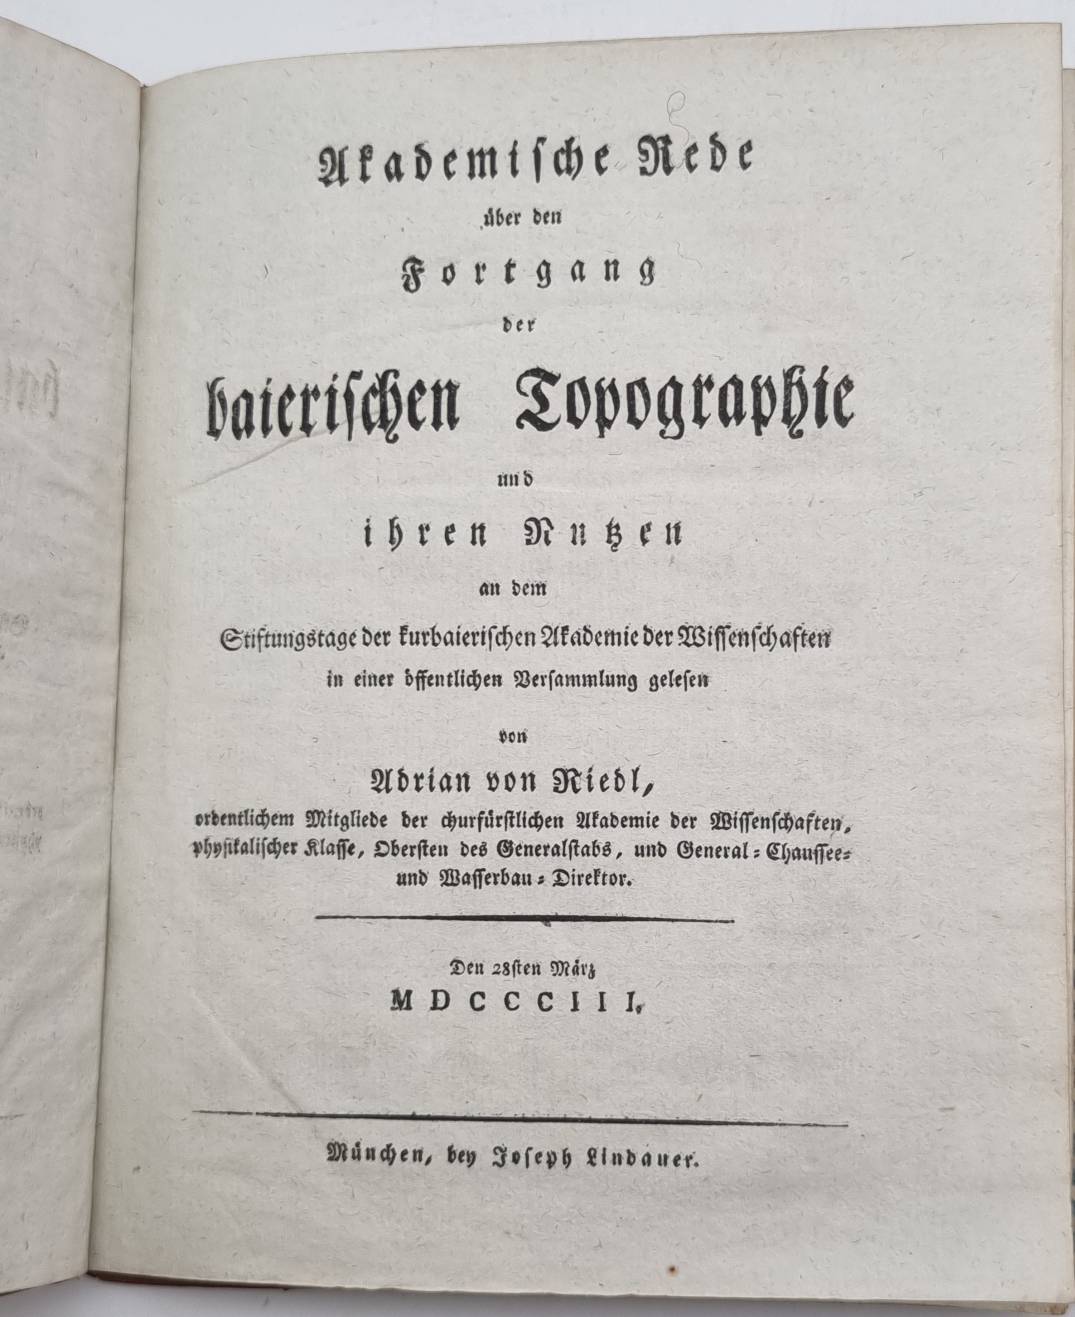 Akademische Rede
über den
Fortgang
der
baierischen Topographie
und
ihren Nutzen
an dem
Stiftungstage der kurbaierischen Akademie der Wissenschaften
in einer öffentlichen Versammlung gelesen
von
Adrian von Riedl,
ordentlichem Mitgliede der churfürstlichen Akademie der Wissenschaften,
physikalischer Klasse, Obersten des Generalstabs, und General-Chaussee-
und Wasserbau-Direktor.
Den 28sten März
MDCCCIII.
München, bey Joseph Lindauer.